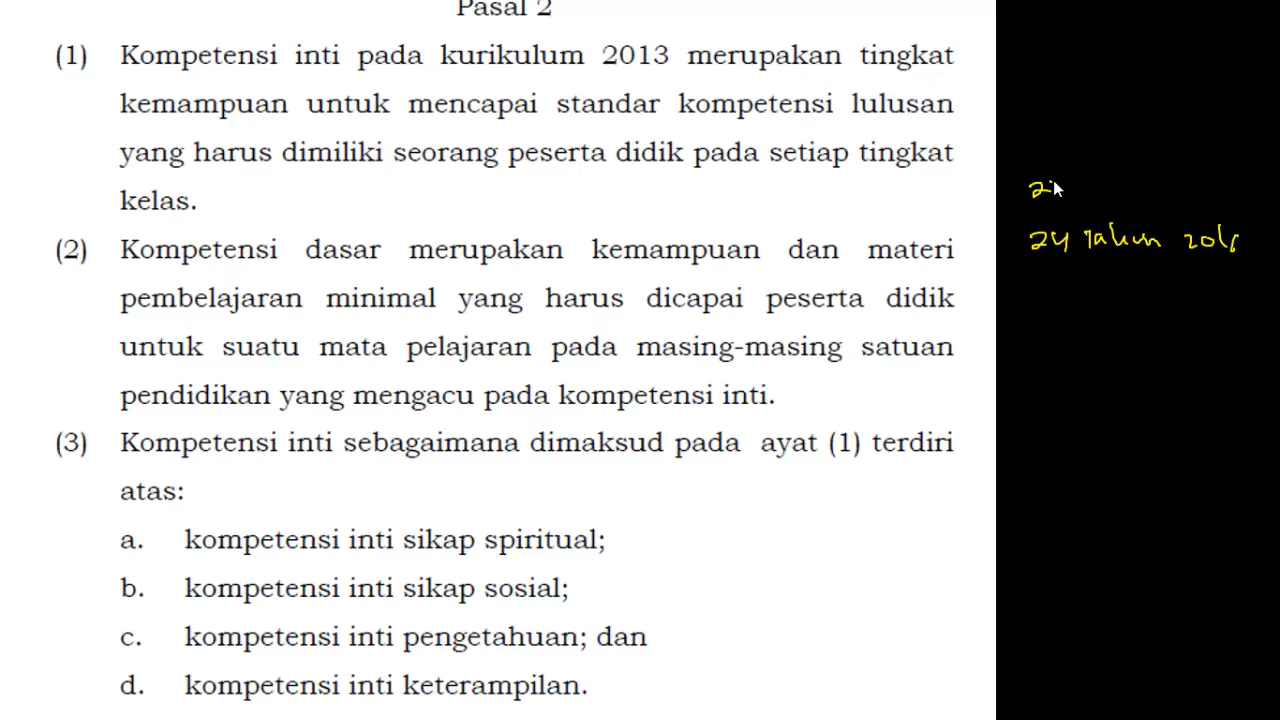 Pasal 2
(1) Kompetensi inti pada kurikulum 2013 merupakan tingkat
kemampuan untuk mencapai standar kompetensi lulusan
yang harus dimiliki seorang peserta didik pada setiap tingkat
kelas.
(2) Kompetensi dasar merupakan kemampuan dan materi
pembelajaran minimal yang harus dicapai peserta didik
untuk suatu mata pelajaran pada masing-masing satuan
pendidikan yang mengacu pada kompetensi inti.
(3) Kompetensi inti sebagaimana dimaksud pada ayat (1) terdiri
atas:
a. kompetensi inti sikap spiritual;
b. kompetensi inti sikap sosial;
c. kompetensi inti pengetahuan; dan
d. kompetensi inti keterampilan.
2
24 Tahun 2016